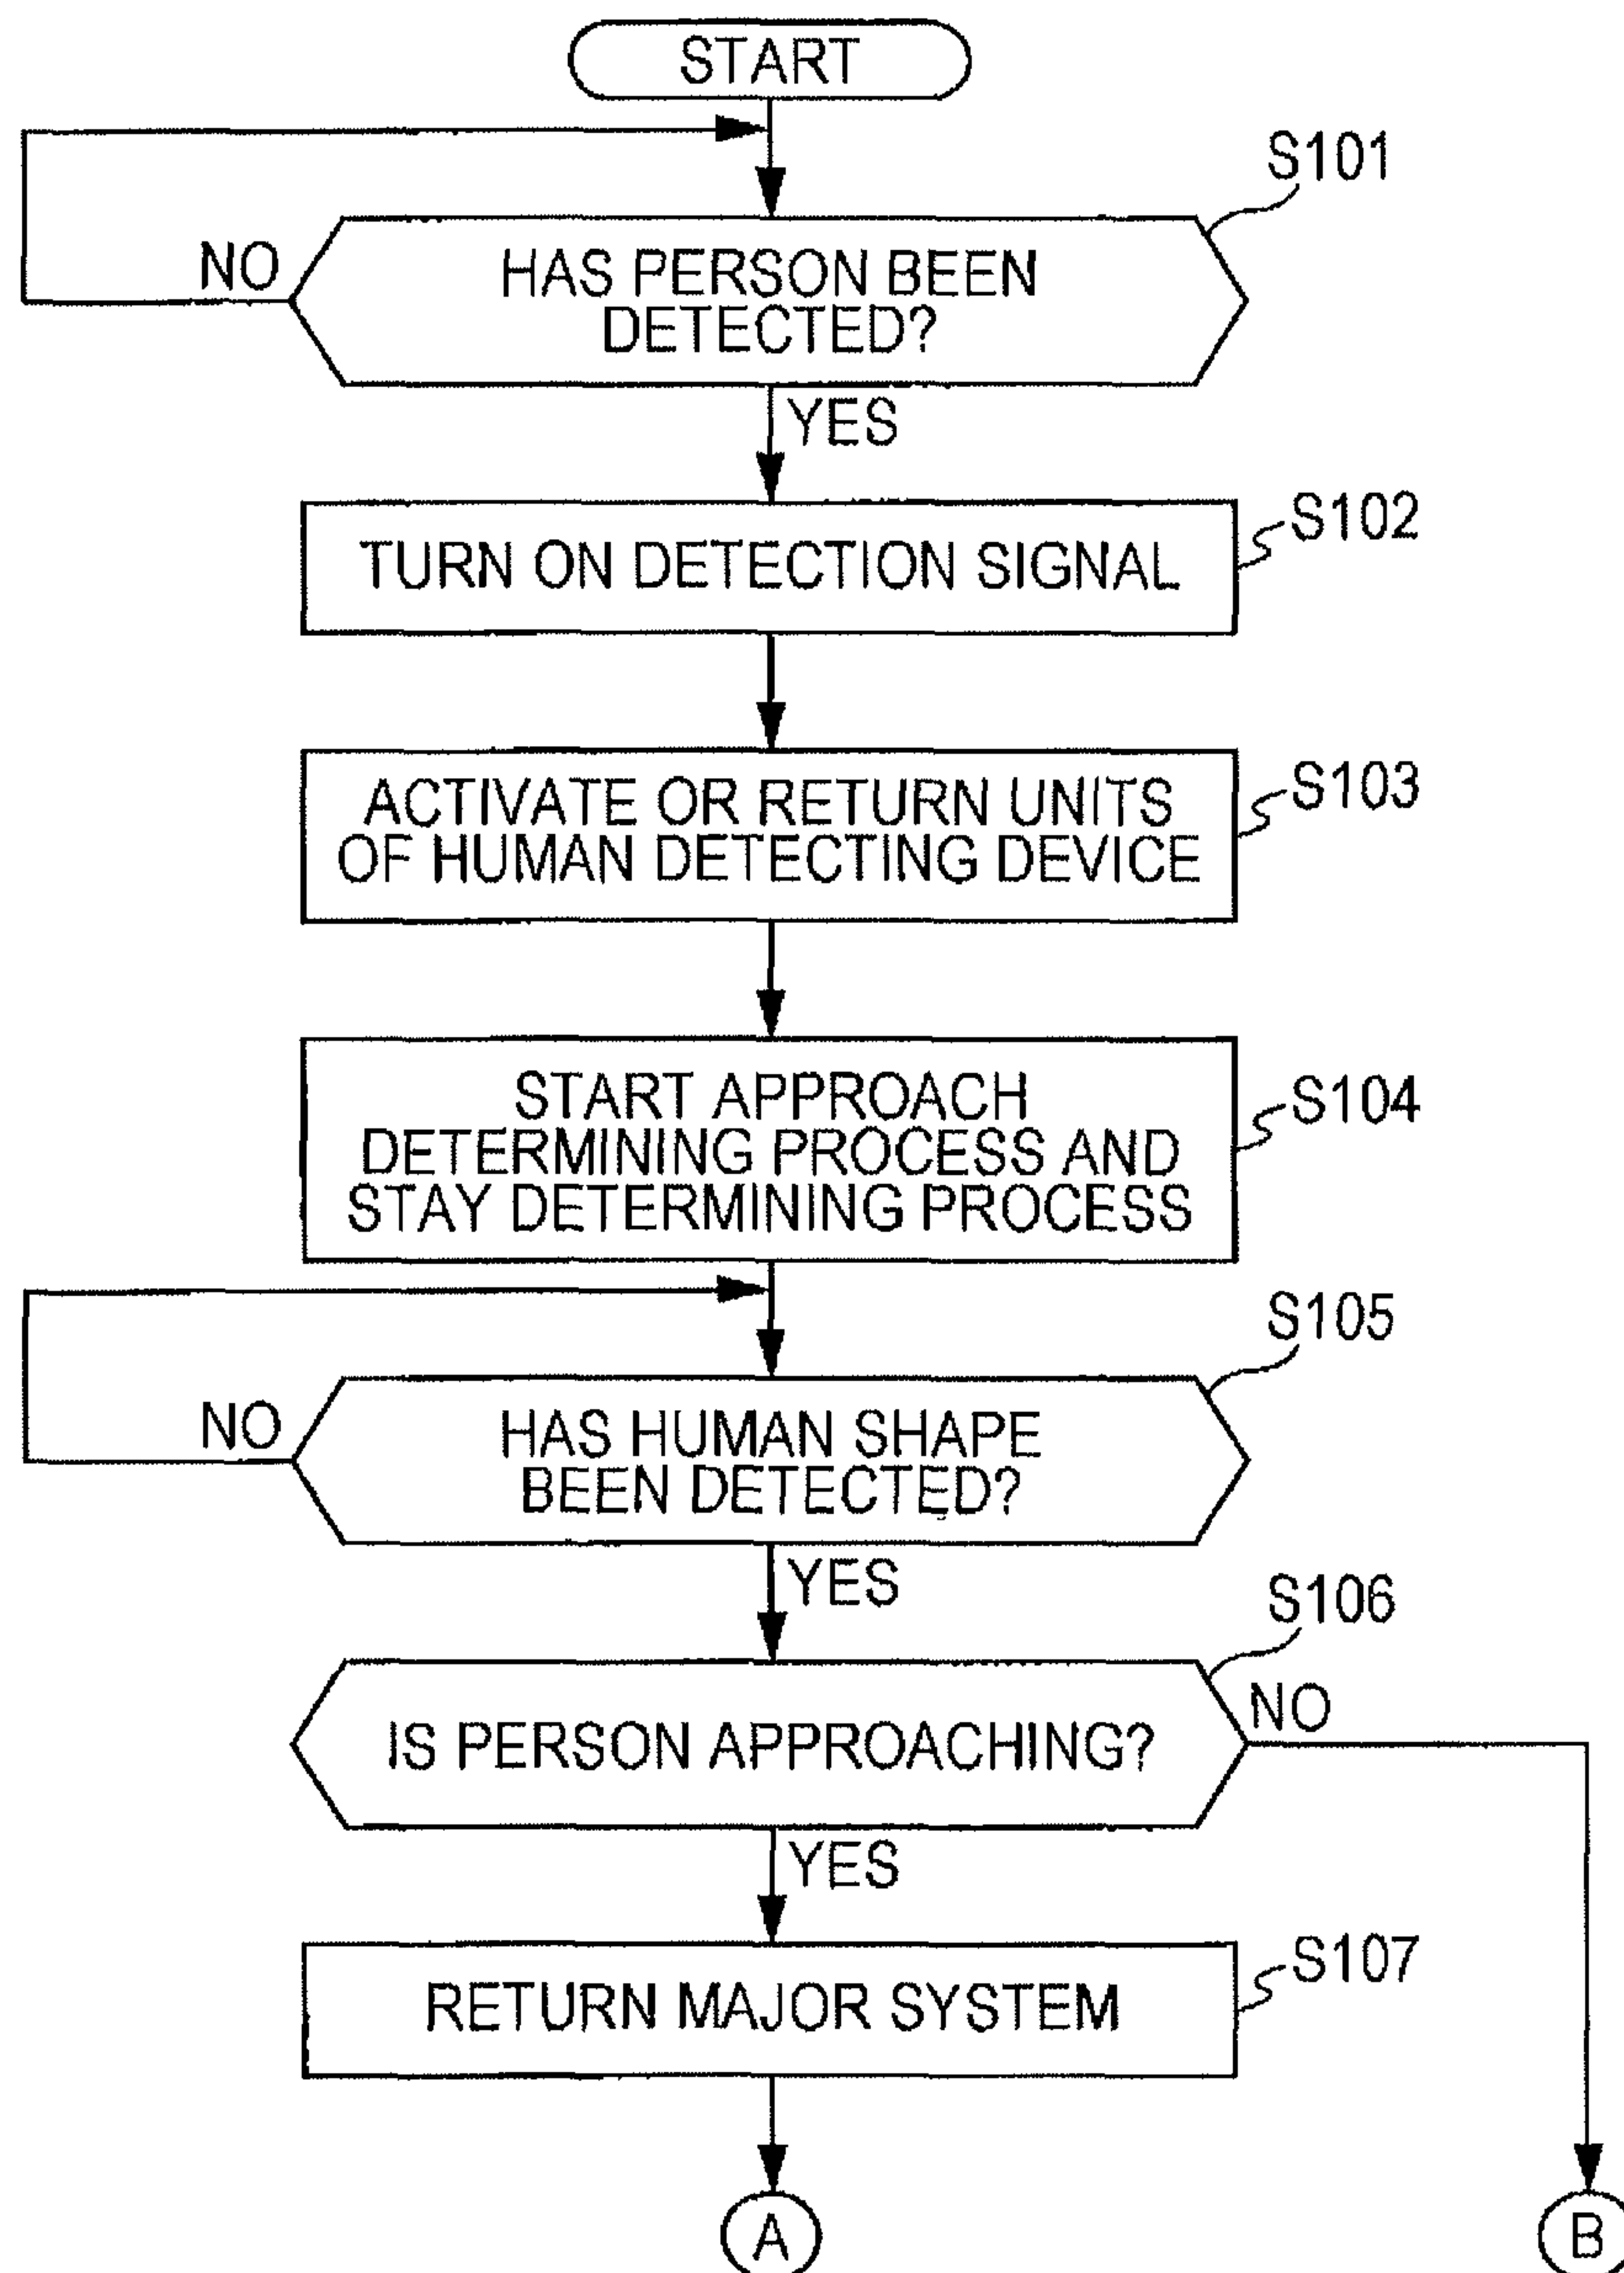 START
S101
NO
HAS PERSON BEEN
DETECTED?
YES
S102
TURN ON DETECTION SIGNAL
S103
ACTIVATE OR RETURN UNITS
OF HUMAN DETECTING DEVICE
S104
START APPROACH
DETERMINING PROCESS AND
STAY DETERMINING PROCESS
S105
NO
HAS HUMAN SHAPE
BEEN DETECTED?
YES
S106
NO
IS PERSON APPROACHING?
YES
S107
RETURN MAJOR SYSTEM
A
B